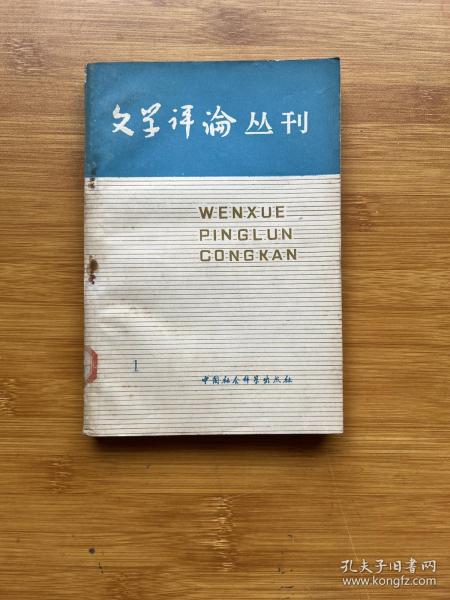 文学评论丛刊
WENXUE
PINGLUN
CONGKAN
1
中国社会科学出版社
孔夫子旧书网
www.kongfz.com